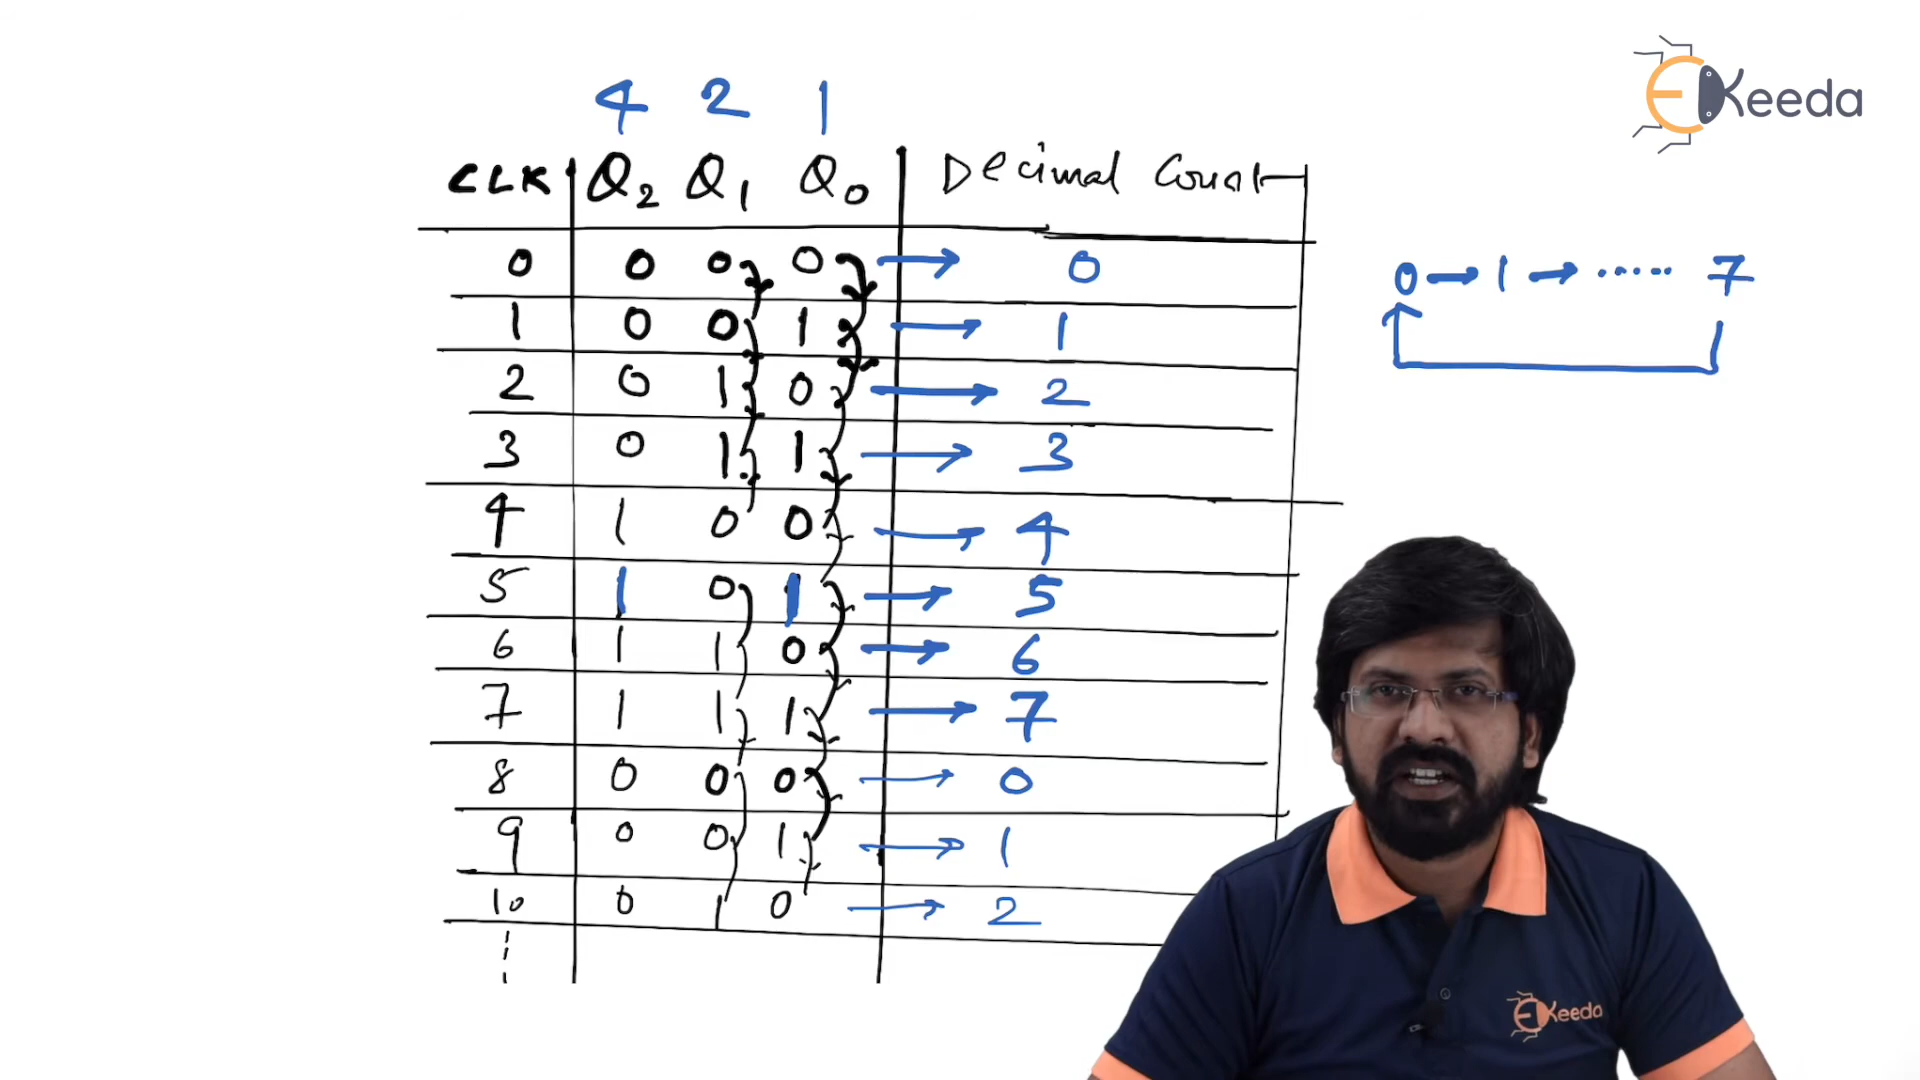 EKeeda
4 2 1
CLK Q2 Q1 Q0 Decimal Count
0 0 0 0 → 0
0 → 1 → ...... 7
1 0 0 1 → 1
2 0 1 0 → 2
3 0 1 1 → 3
4 1 0 0 → 4
5 1 0 1 → 5
6 1 1 0 → 6
7 1 1 1 → 7
8 0 0 0 → 0
9 0 0 1 → 1
10 0 1 0 → 2
EKeeda